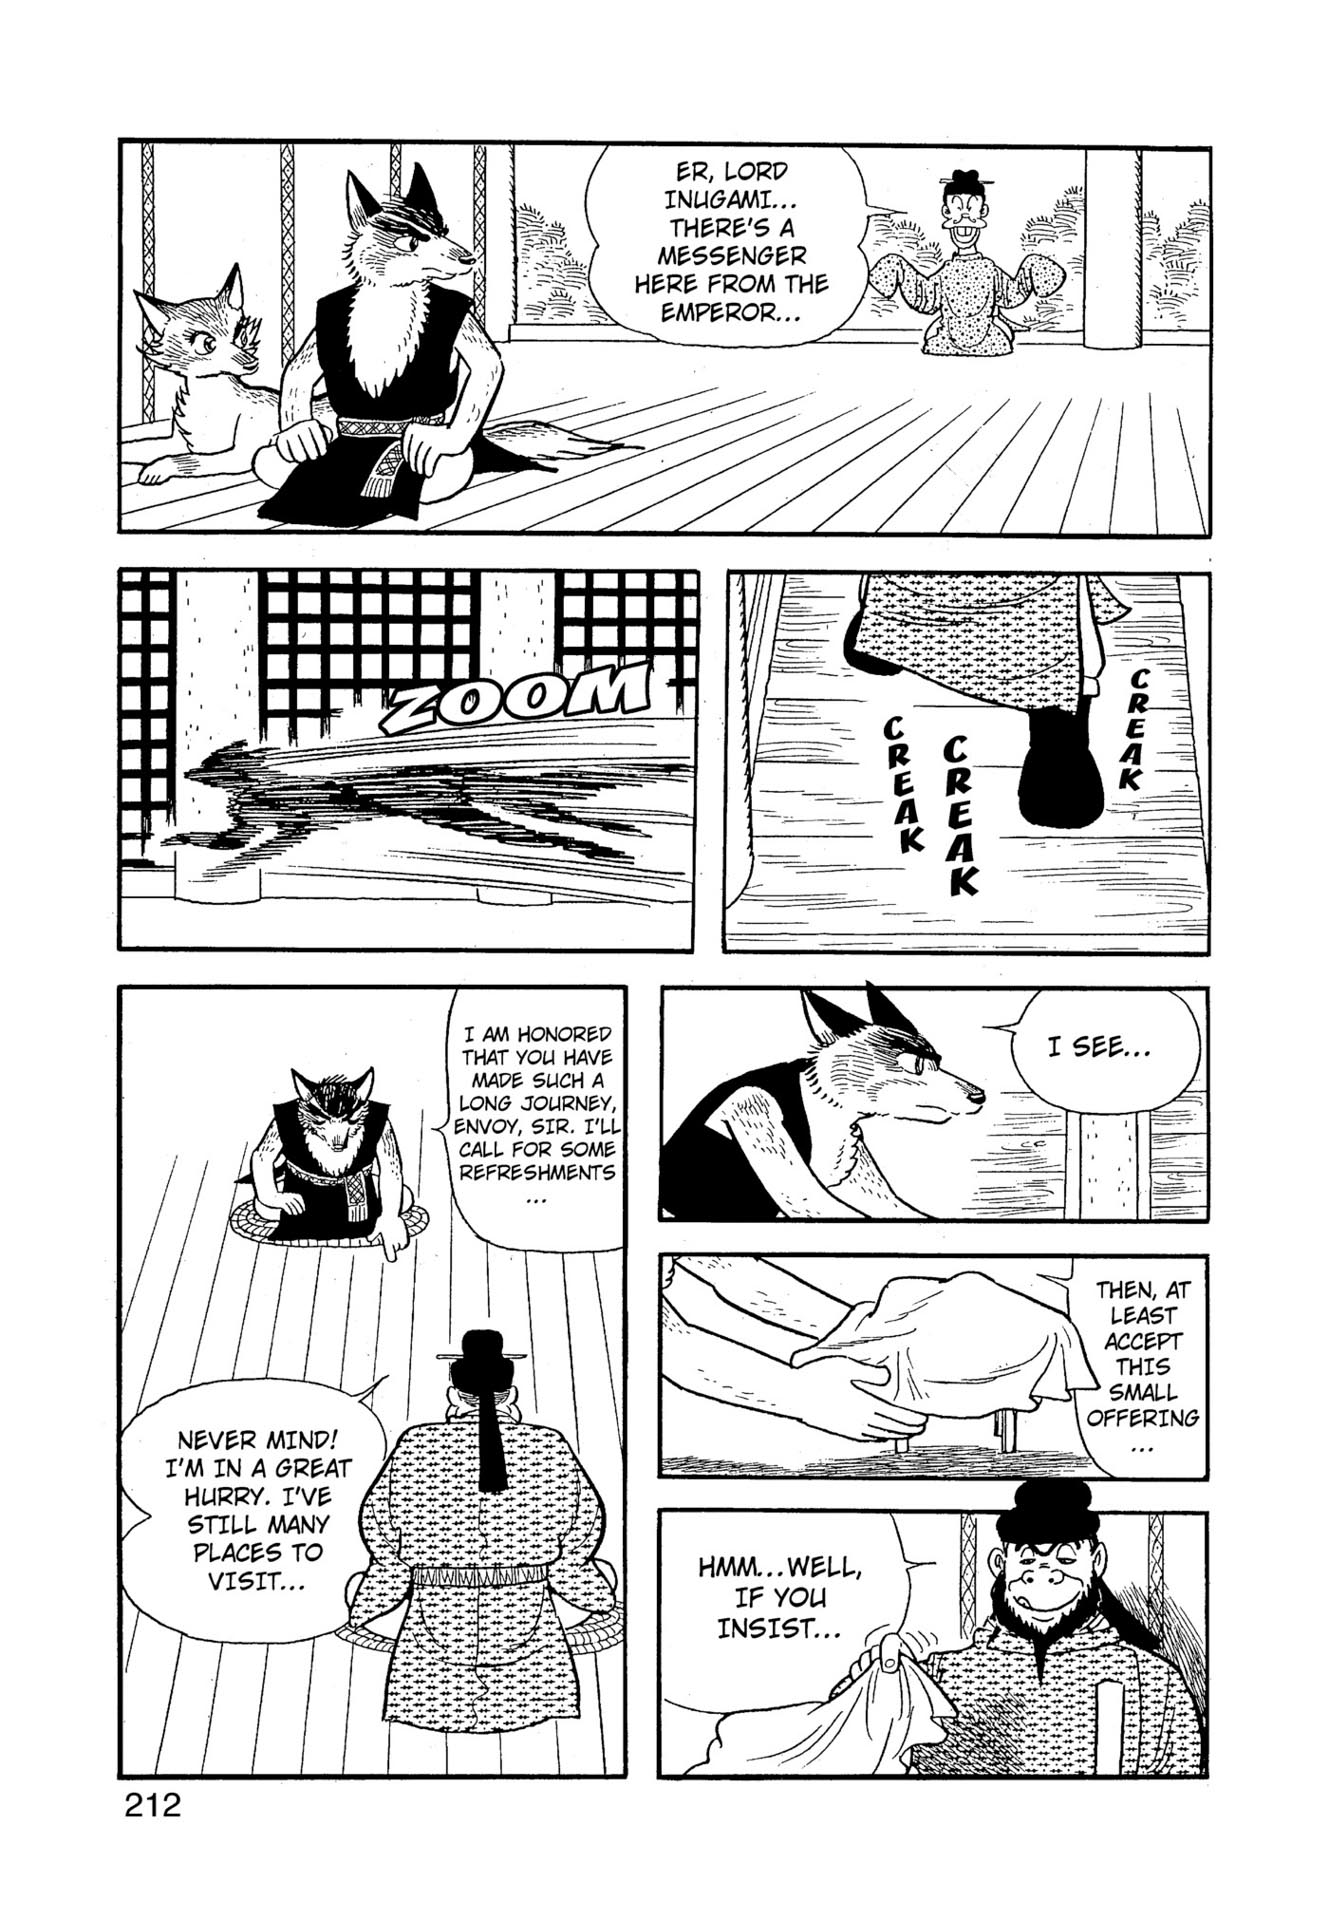 ER, LORD
INUGAMI...
THERE'S A
MESSENGER
HERE FROM THE
EMPEROR...
ZOOM
CREAK
CREAK
CREAK
I AM HONORED
THAT YOU HAVE
MADE SUCH A
LONG JOURNEY,
ENVOY, SIR. I'LL
CALL FOR SOME
REFRESHMENTS
...
NEVER MIND!
I'M IN A GREAT
HURRY. I'VE
STILL MANY
PLACES TO
VISIT...
I SEE...
THEN, AT
LEAST
ACCEPT
THIS
SMALL
OFFERING
...
HMM...WELL,
IF YOU
INSIST...
212